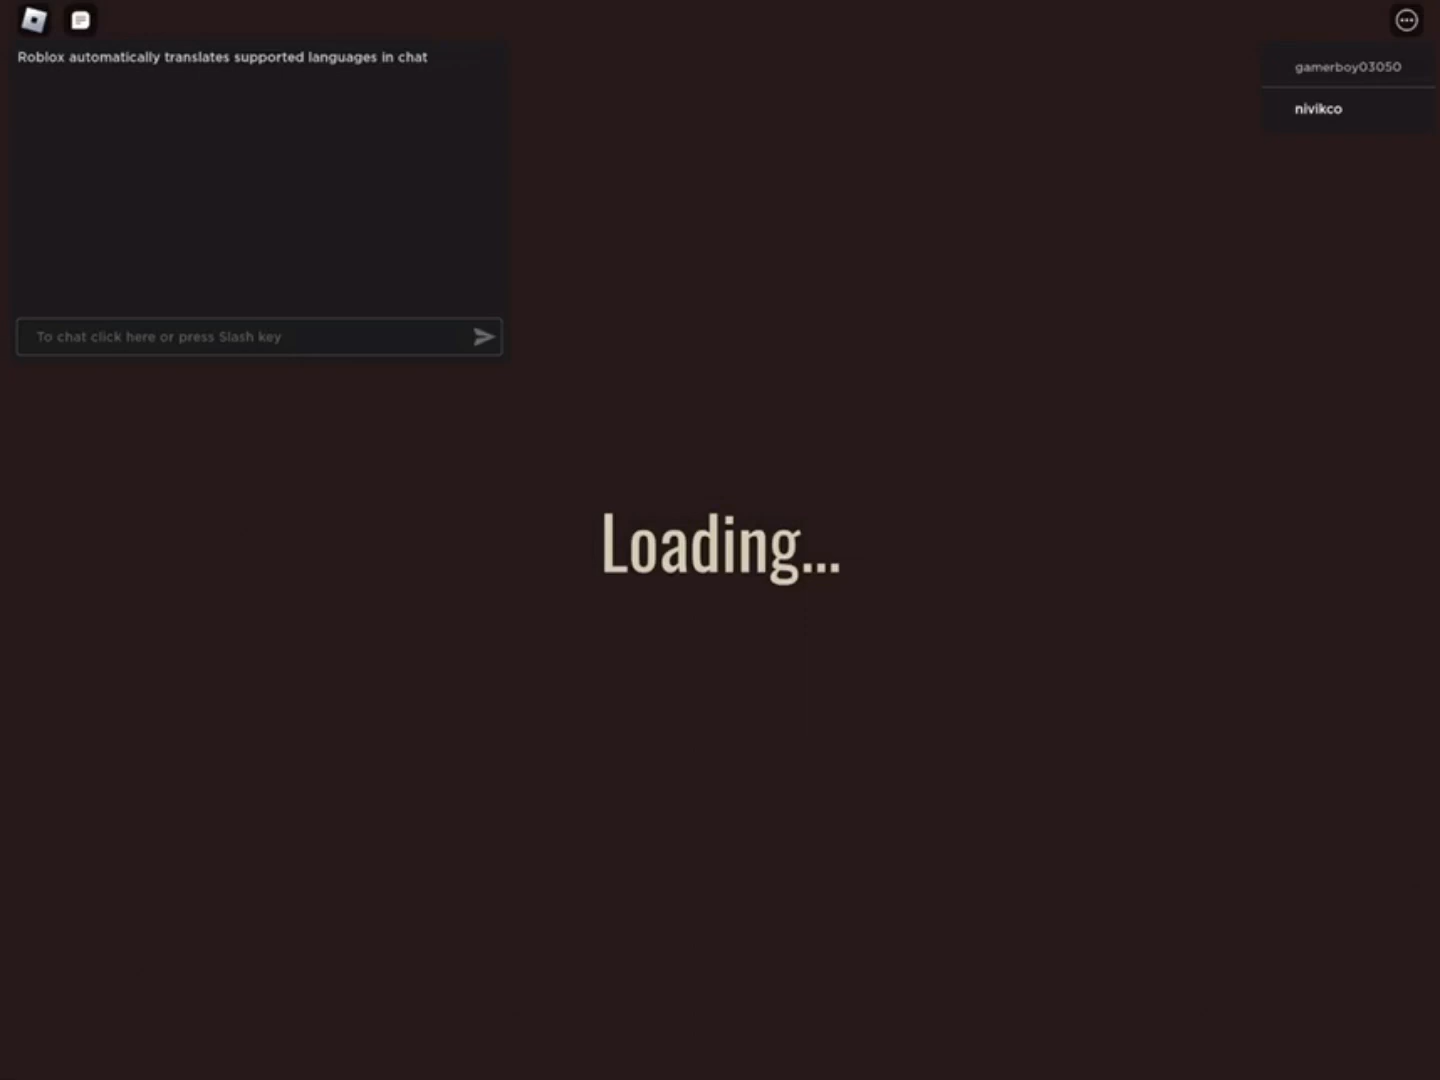 Roblox automatically translates supported languages in chat
gamerboy03050
nivikco
To chat click here or press Slash key
Loading...